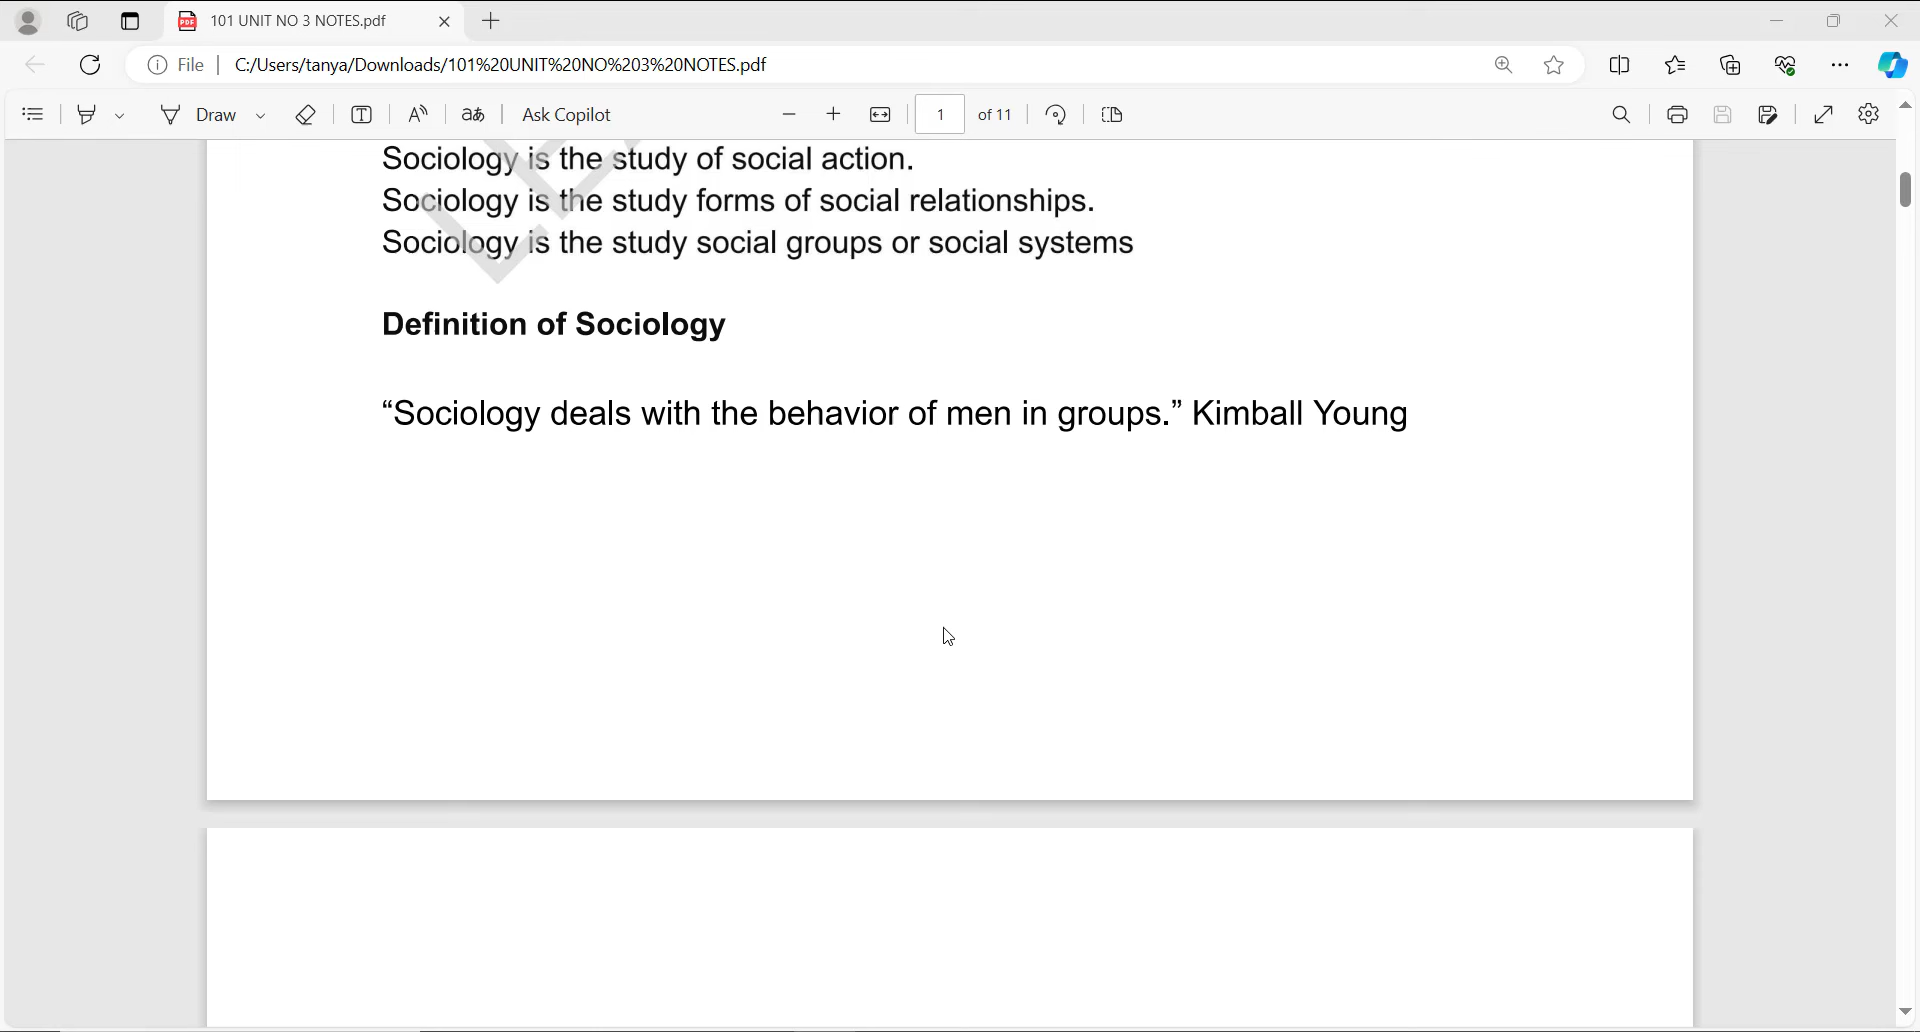 101 UNIT NO 3 NOTES.pdf
File C:/Users/tanya/Downloads/101%20UNIT%20NO%203%20NOTES.pdf
Draw Ask Copilot 1 of 11
Sociology is the study of social action.
Sociology is the study forms of social relationships.
Sociology is the study social groups or social systems
Definition of Sociology
“Sociology deals with the behavior of men in groups.” Kimball Young